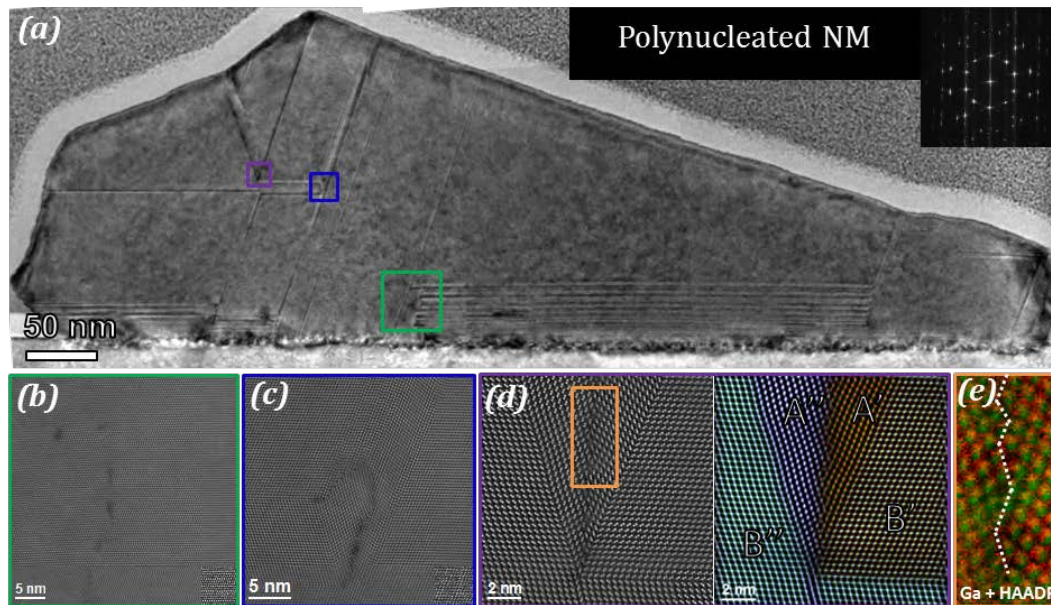 (a)
Polynucleated NM
50 nm
(b)
5 nm
(c)
5 nm
(d)
2 nm
A‴
A′
B′
B‴
2 nm
(e)
Ga + HAADF